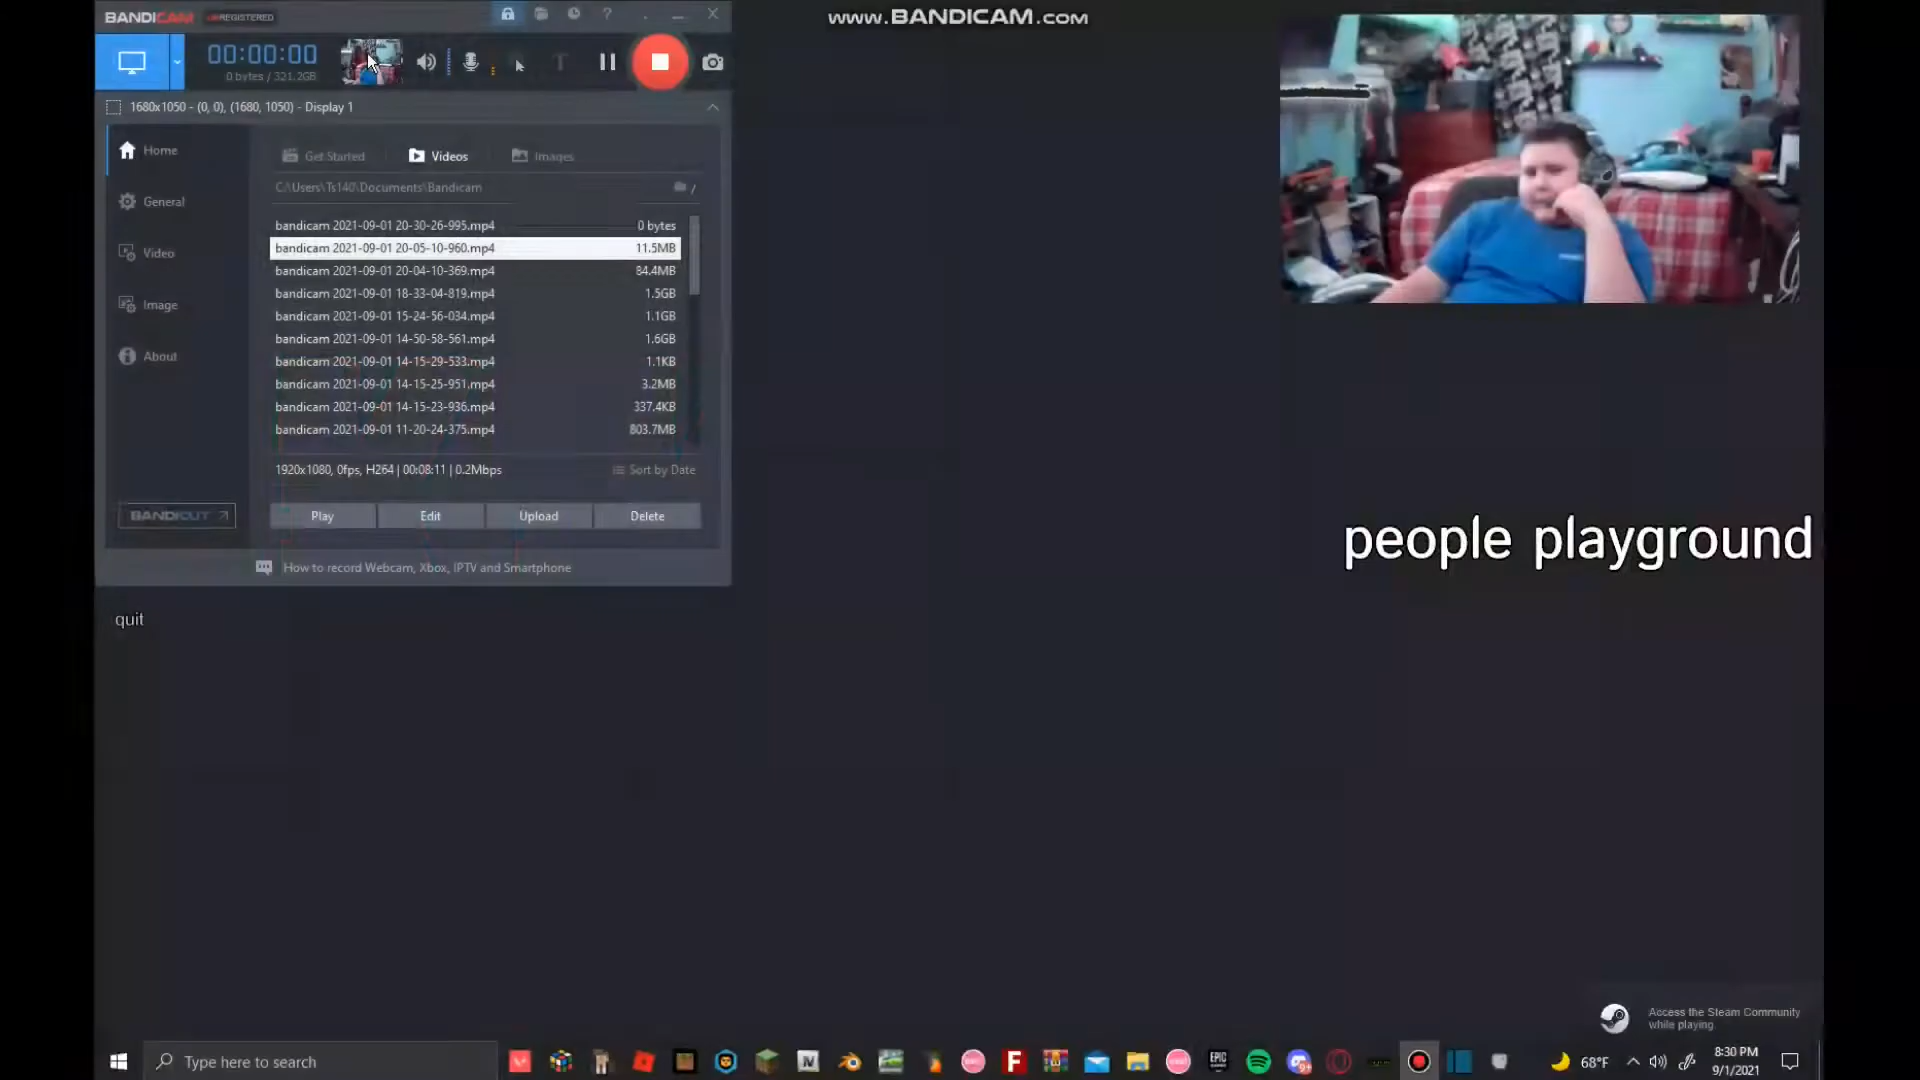 BANDICAM UNREGISTERED
www.BANDICAM.com
00:00:00
0 bytes / 321.2GB
1680x1050 - (0, 0), (1680, 1050) - Display 1
Home
General
Video
Image
About
Get Started Videos Images
C:\Users\Ts140\Documents\Bandicam
bandicam 2021-09-01 20-30-26-995.mp4 0 bytes
bandicam 2021-09-01 20-05-10-960.mp4 11.5MB
bandicam 2021-09-01 20-04-10-369.mp4 84.4MB
bandicam 2021-09-01 18-33-04-819.mp4 1.5GB
bandicam 2021-09-01 15-24-56-034.mp4 1.1GB
bandicam 2021-09-01 14-50-58-561.mp4 1.6GB
bandicam 2021-09-01 14-15-29-533.mp4 1.1KB
bandicam 2021-09-01 14-15-25-951.mp4 3.2MB
bandicam 2021-09-01 14-15-23-936.mp4 337.4KB
bandicam 2021-09-01 11-20-24-375.mp4 803.7MB
1920x1080, 0fps, H264 | 00:08:11 | 0.2Mbps Sort by Date
BANDICUT
Play Edit Upload Delete
How to record Webcam, Xbox, IPTV and Smartphone
people playground
quit
Access the Steam Community
while playing.
Type here to search
EPIC
68°F
8:30 PM
9/1/2021